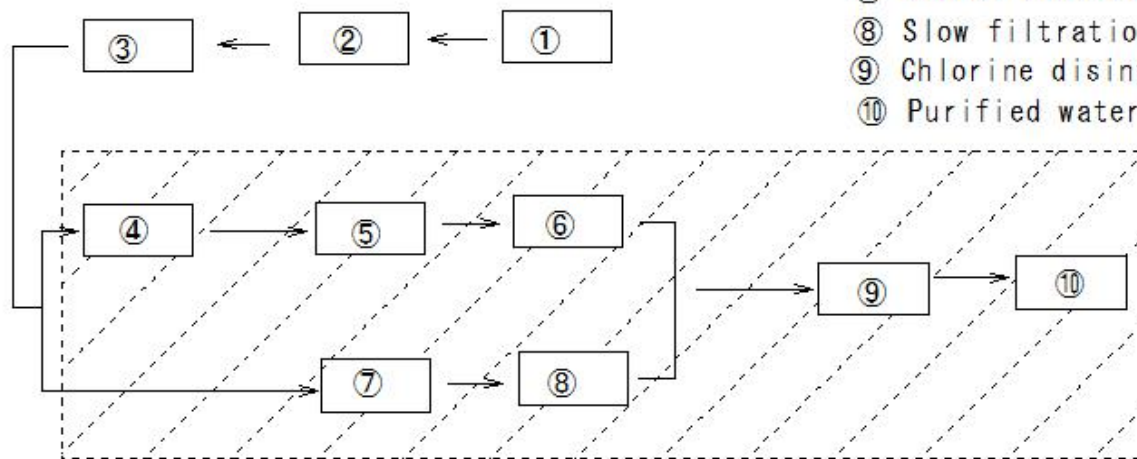 ⑧ Slow filtratio
⑨ Chlorine disin
⑩ Purified water
③ ② ①
④ ⑤ ⑥
⑨ ⑩
⑦ ⑧